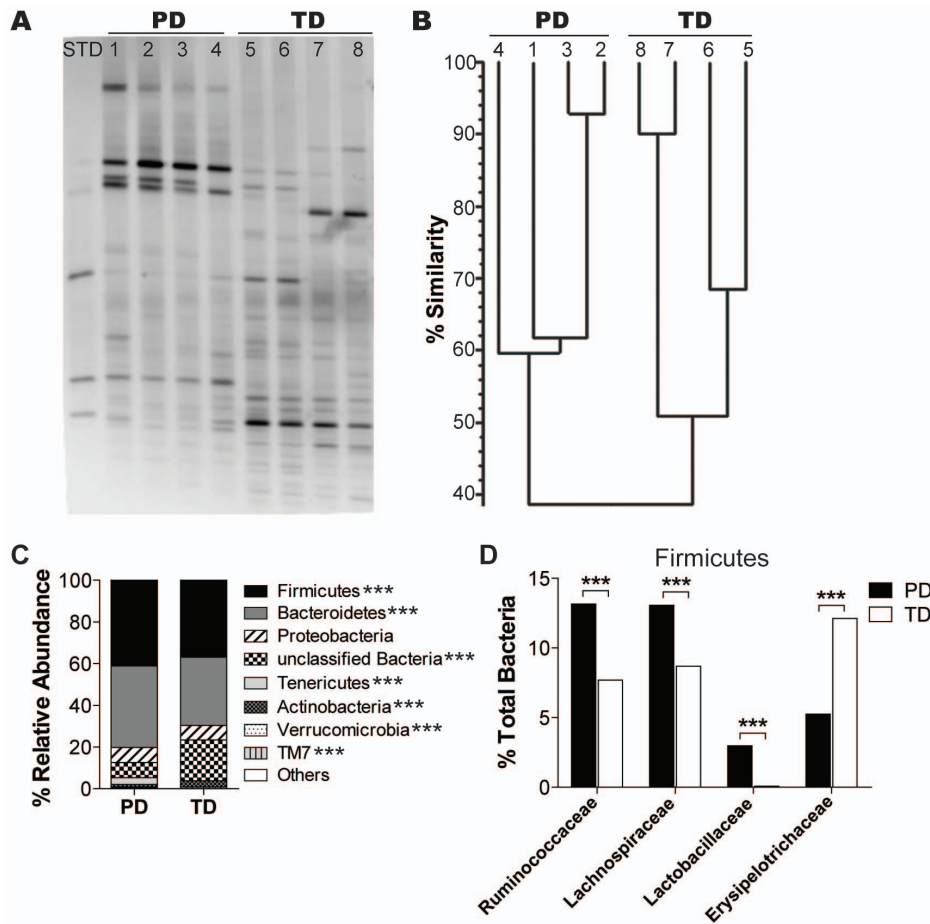 A
PD TD
STD 1 2 3 4 5 6 7 8
B
PD TD
4 1 3 2 8 7 6 5
% Similarity
100
90
80
70
60
50
40
C
% Relative Abundance
100
80
60
40
20
0
PD TD
Firmicutes ***
Bacteroidetes ***
Proteobacteria
unclassified Bacteria ***
Tenericutes ***
Actinobacteria ***
Verrucomicrobia ***
TM7 ***
Others
D
Firmicutes
% Total Bacteria
15
10
5
0
*** *** *** ***
PD
TD
Ruminococcaceae
Lachnospiraceae
Lactobacillaceae
Erysipelotrichaceae